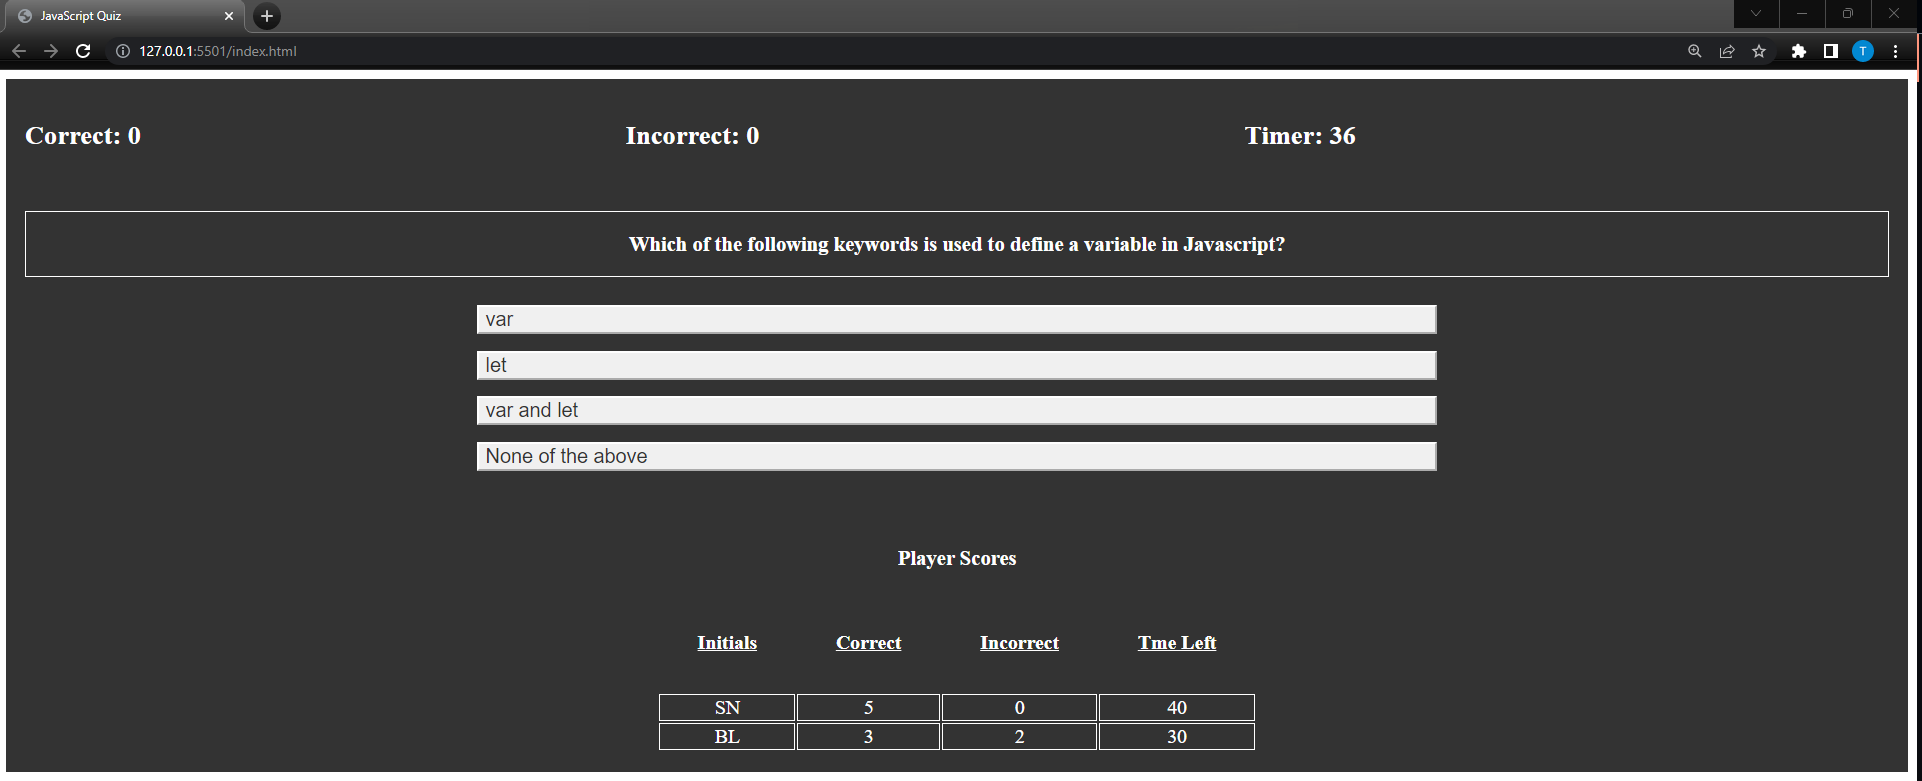 JavaScript Quiz
127.0.0.1:5501/index.html
T
Correct: 0 Incorrect: 0 Timer: 36
Which of the following keywords is used to define a variable in Javascript?
var
let
var and let
None of the above
Player Scores
Initials Correct Incorrect Tme Left
SN 5 0 40
BL 3 2 30